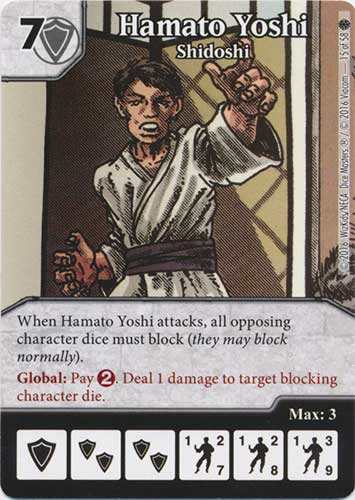 7
Hamato Yoshi
Shidoshi
© 2016 WizKids/NECA. Dice Masters ® / © 2016 Viacom — 15 of 58
When Hamato Yoshi attacks, all opposing
character dice must block (they may block
normally).
Global: Pay 2. Deal 1 damage to target blocking
character die.
Max: 3
1 2 7
1 2 8
1 3 9